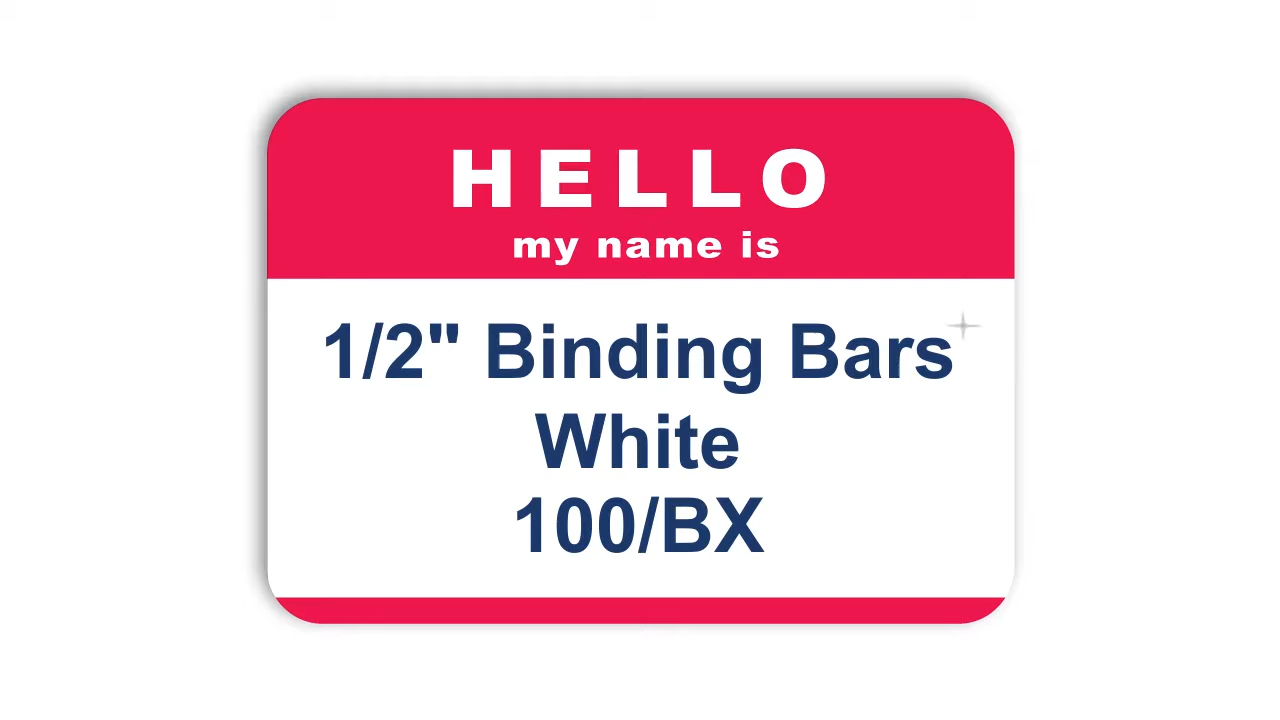 HELLO
my name is
1/2" Binding Bars
White
100/BX